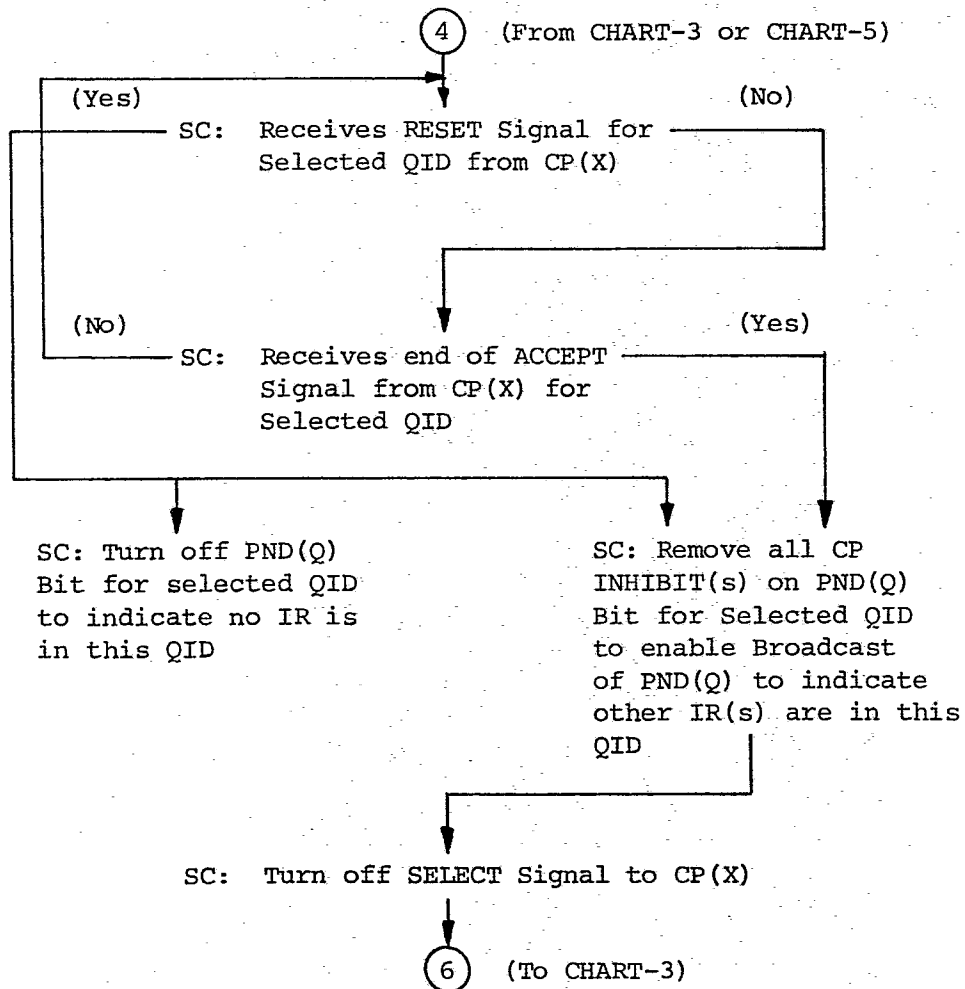 4 (From CHART-3 or CHART-5)
(Yes) (No)
SC: Receives RESET Signal for
Selected QID from CP(X)
(No) (Yes)
SC: Receives end of ACCEPT
Signal from CP(X) for
Selected QID
SC: Turn off PND(Q)
Bit for selected QID
to indicate no IR is
in this QID
SC: Remove all CP
INHIBIT(s) on PND(Q)
Bit for Selected QID
to enable Broadcast
of PND(Q) to indicate
other IR(s) are in this
QID
SC: Turn off SELECT Signal to CP(X)
6 (To CHART-3)